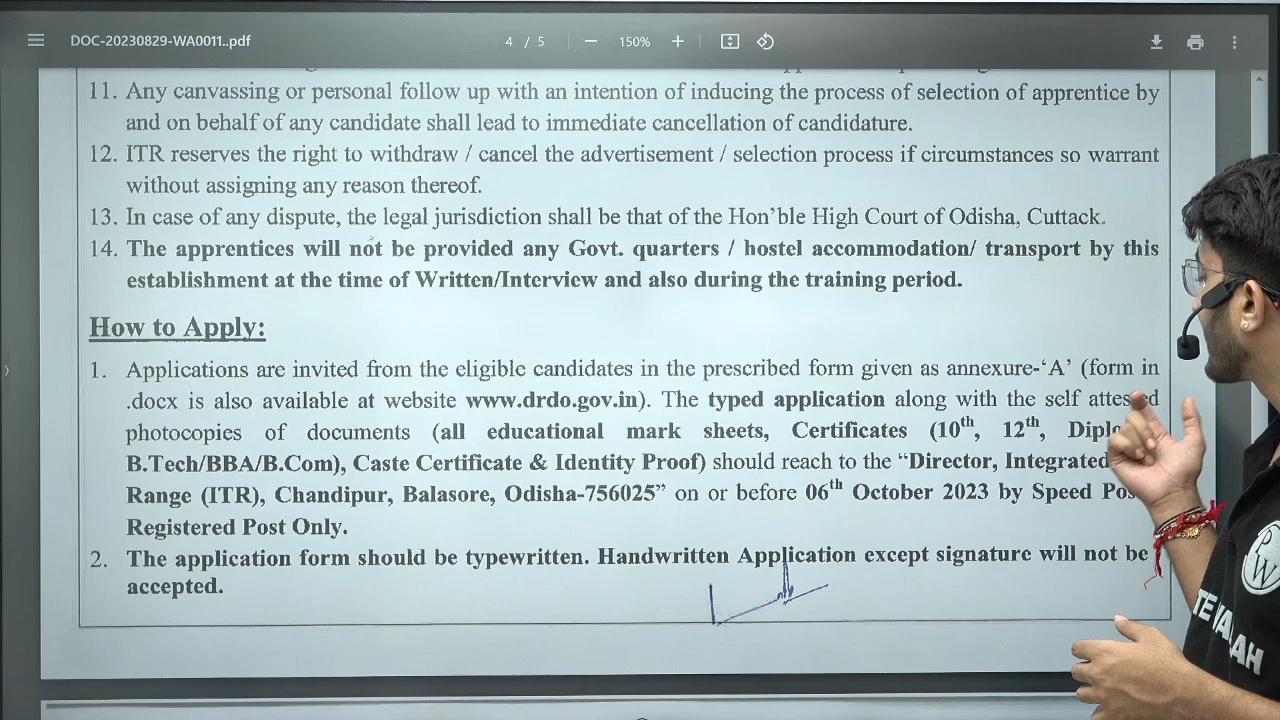 DOC-20230829-WA0011..pdf
4 / 5
150%
11. Any canvassing or personal follow up with an intention of inducing the process of selection of apprentice by
and on behalf of any candidate shall lead to immediate cancellation of candidature.
12. ITR reserves the right to withdraw / cancel the advertisement / selection process if circumstances so warrant
without assigning any reason thereof.
13. In case of any dispute, the legal jurisdiction shall be that of the Hon'ble High Court of Odisha, Cuttack.
14. The apprentices will not be provided any Govt. quarters / hostel accommodation/ transport by this
establishment at the time of Written/Interview and also during the training period.
How to Apply:
1. Applications are invited from the eligible candidates in the prescribed form given as annexure-‘A’ (form in
.docx is also available at website www.drdo.gov.in). The typed application along with the self
photocopies of documents (all educational mark sheets, Certificates (10th, 12th,
B.Tech/BBA/B.Com), Caste Certificate & Identity Proof) should reach to the “Director, Integrated
Range (ITR), Chandipur, Balasore, Odisha-756025” on or before 06th October 2023 by Speed
Registered Post Only.
2. The application form should be typewritten. Handwritten Application except signature will not be
accepted.
PW